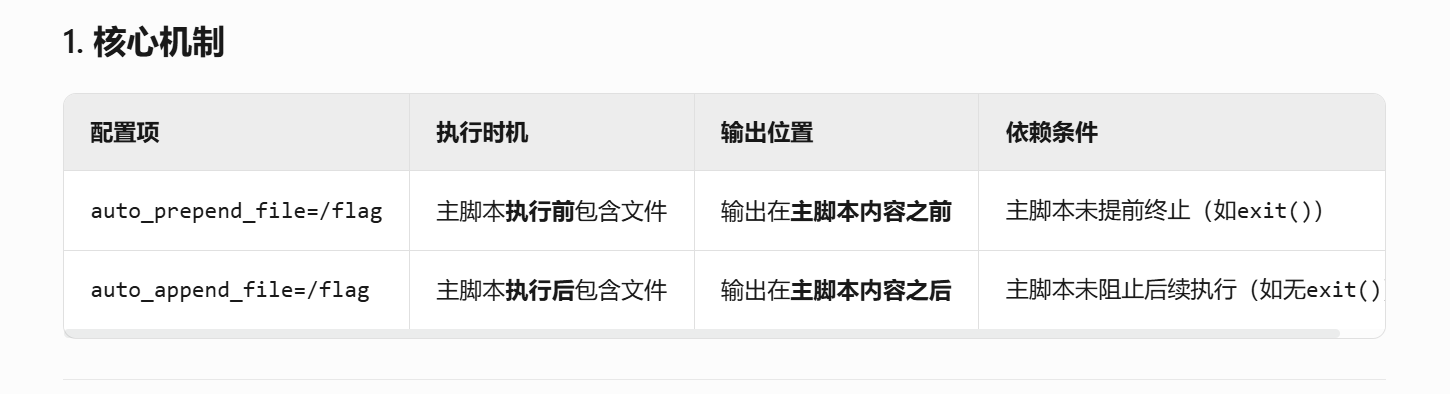 1. 核心机制
配置项 执行时机 输出位置 依赖条件
auto_prepend_file=/flag 主脚本执行前包含文件 输出在主脚本内容之前 主脚本未提前终止（如exit()）
auto_append_file=/flag 主脚本执行后包含文件 输出在主脚本内容之后 主脚本未阻止后续执行（如无exit()